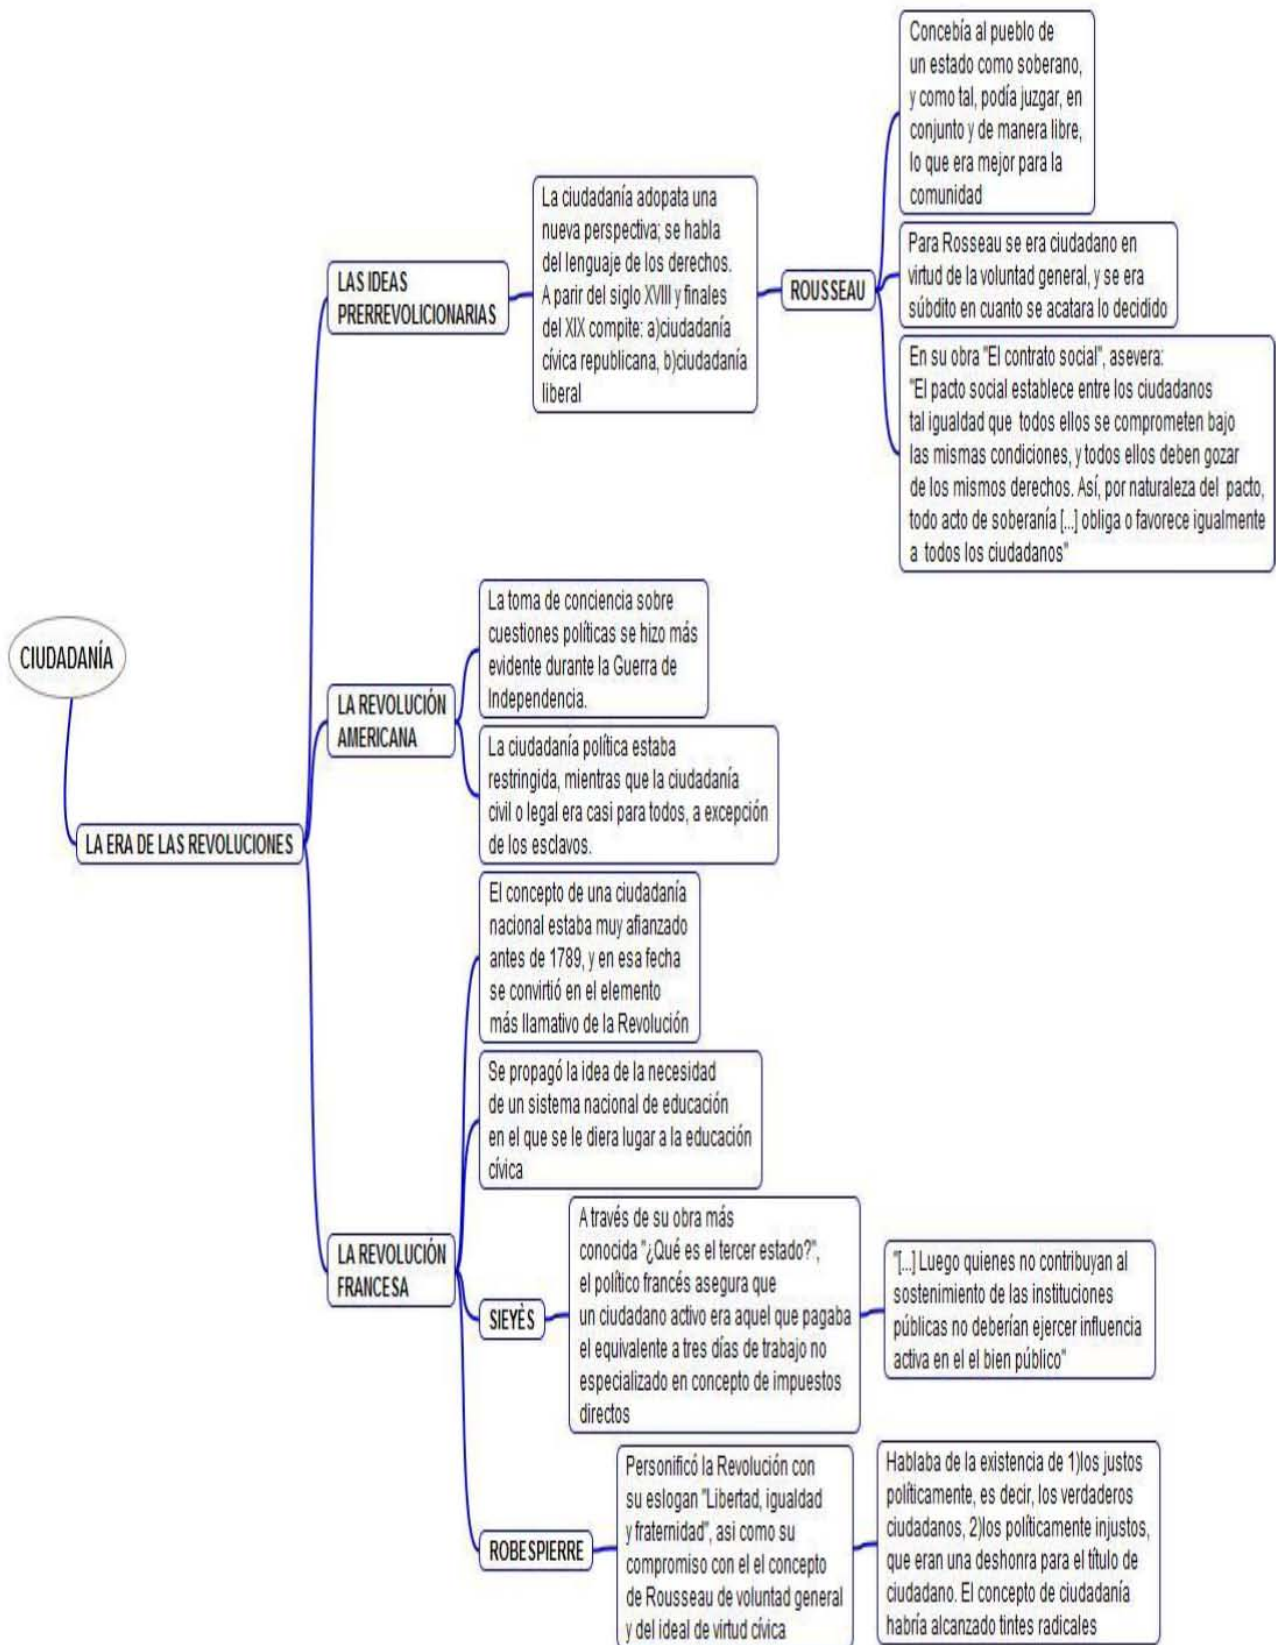 CIUDADANÍA
LA ERA DE LAS REVOLUCIONES
LAS IDEAS
PRERREVOLICIONARIAS
La ciudadanía adopata una
nueva perspectiva; se habla
del lenguaje de los derechos.
A parir del siglo XVIII y finales
del XIX compite: a)ciudadanía
cívica republicana, b)ciudadanía
liberal
ROUSSEAU
Concebía al pueblo de
un estado como soberano,
y como tal, podía juzgar, en
conjunto y de manera libre,
lo que era mejor para la
comunidad
Para Rosseau se era ciudadano en
virtud de la voluntad general, y se era
súbdito en cuanto se acatara lo decidido
En su obra "El contrato social", asevera:
"El pacto social establece entre los ciudadanos
tal igualdad que todos ellos se comprometen bajo
las mismas condiciones, y todos ellos deben gozar
de los mismos derechos. Así, por naturaleza del pacto,
todo acto de soberanía [...] obliga o favorece igualmente
a todos los ciudadanos"
LA REVOLUCIÓN
AMERICANA
La toma de conciencia sobre
cuestiones políticas se hizo más
evidente durante la Guerra de
Independencia.
La ciudadanía política estaba
restringida, mientras que la ciudadanía
civil o legal era casi para todos, a excepción
de los esclavos.
LA REVOLUCIÓN
FRANCESA
El concepto de una ciudadanía
nacional estaba muy afianzado
antes de 1789, y en esa fecha
se convirtió en el elemento
más llamativo de la Revolución
Se propagó la idea de la necesidad
de un sistema nacional de educación
en el que se le diera lugar a la educación
cívica
SIEYÈS
A través de su obra más
conocida "¿Qué es el tercer estado?",
el político francés asegura que
un ciudadano activo era aquel que pagaba
el equivalente a tres días de trabajo no
especializado en concepto de impuestos
directos
"[...] Luego quienes no contribuyan al
sostenimiento de las instituciones
públicas no deberían ejercer influencia
activa en el el bien público"
ROBESPIERRE
Personificó la Revolución con
su eslogan "Libertad, igualdad
y fraternidad", asi como su
compromiso con el el concepto
de Rousseau de voluntad general
y del ideal de virtud cívica
Hablaba de la existencia de 1)los justos
políticamente, es decir, los verdaderos
ciudadanos, 2)los políticamente injustos,
que eran una deshonra para el título de
ciudadano. El concepto de ciudadanía
habría alcanzado tintes radicales